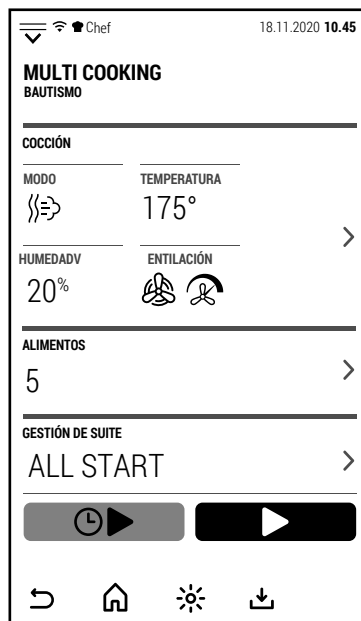 Chef 18.11.2020 10.45
MULTI COOKING
BAUTISMO
COCCIÓN
MODO TEMPERATURA
175°
HUMEDADV ENTILACIÓN
20%
ALIMENTOS
5
GESTIÓN DE SUITE
ALL START